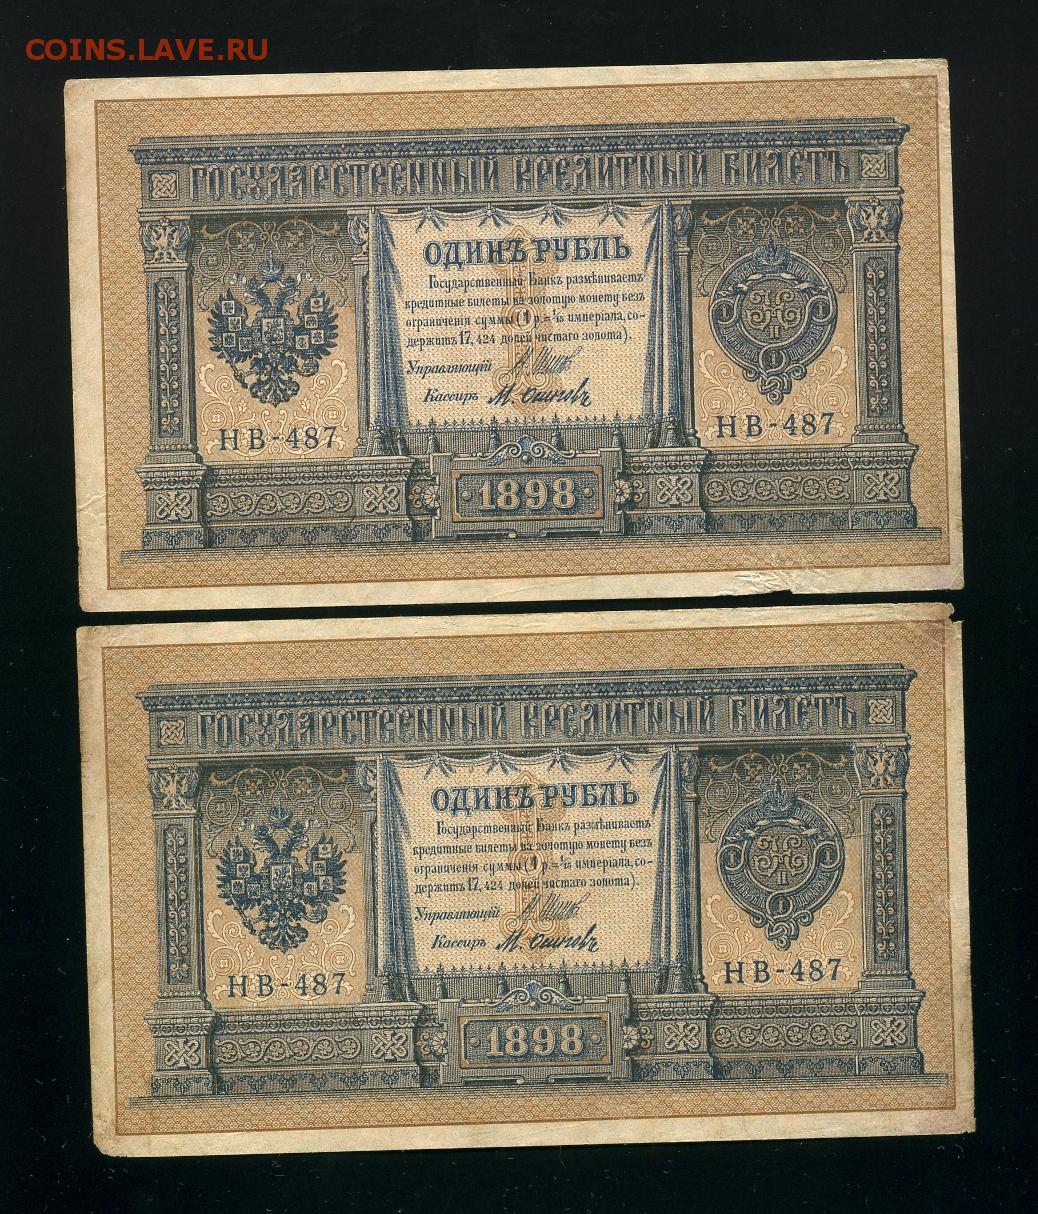 COINS.LAVE.RU
ГОСУДАРСТВЕННЫЙ КРЕДИТНЫЙ БИЛЕТЪ
ОДИНЪ РУБЛЬ
Государственный Банкъ размѣниваетъ
кредитные билеты на золотую монету безъ
ограниченія суммы (1 р.=1/15 имперіала, со-
держитъ 17,424 долей чистаго золота).
Управляющій
Кассиръ
НВ-487
НВ-487
1898
ГОСУДАРСТВЕННЫЙ КРЕДИТНЫЙ БИЛЕТЪ
ОДИНЪ РУБЛЬ
Государственный Банкъ размѣниваетъ
кредитные билеты на золотую монету безъ
ограниченія суммы (1 р.=1/15 имперіала, со-
держитъ 17,424 долей чистаго золота).
Управляющій
Кассиръ
НВ-487
НВ-487
1898